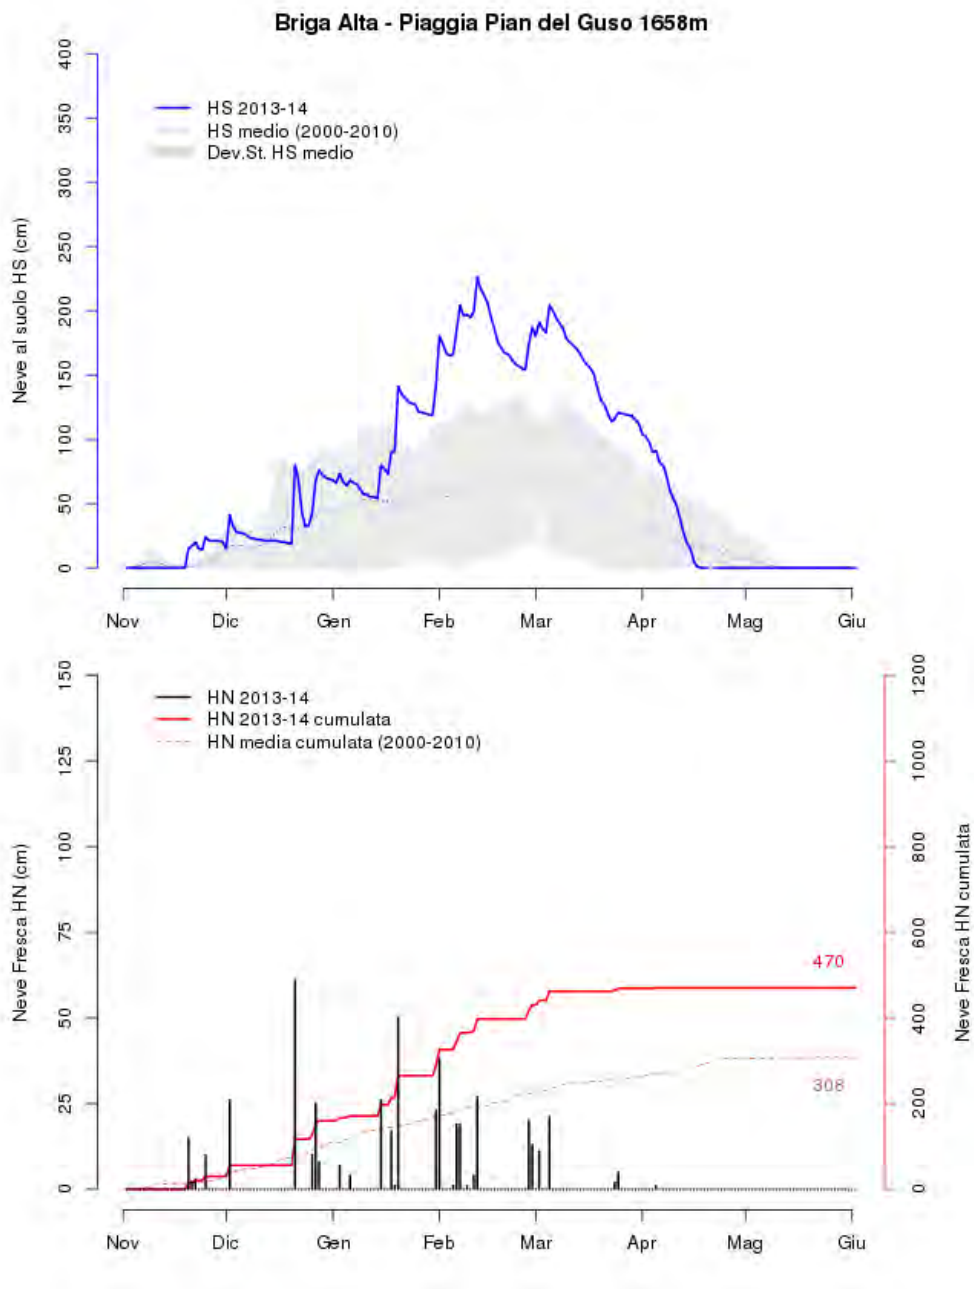 Briga Alta - Piaggia Pian del Guso 1658m
Neve al suolo HS (cm)
400
350
300
250
200
150
100
50
0
HS 2013-14
HS medio (2000-2010)
Dev.St. HS medio
Nov Dic Gen Feb Mar Apr Mag Giu
Neve Fresca HN (cm)
150
125
100
75
50
25
0
HN 2013-14
HN 2013-14 cumulata
HN media cumulata (2000-2010)
470
308
1200
1000
800
600
400
200
0
Neve Fresca HN cumulata
Nov Dic Gen Feb Mar Apr Mag Giu